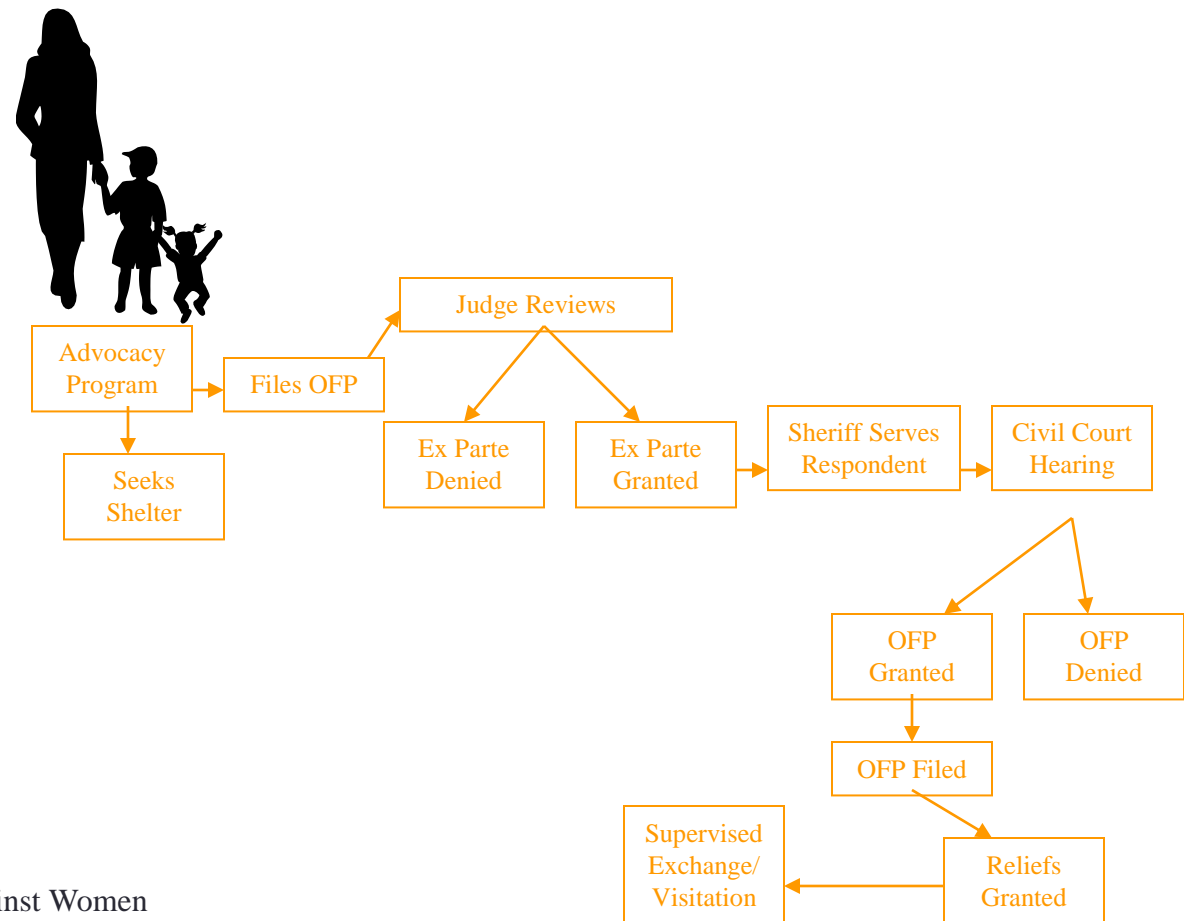 Judge Reviews
Advocacy
Program
Files OFP
Seeks
Shelter
Ex Parte
Denied
Ex Parte
Granted
Sheriff Serves
Respondent
Civil Court
Hearing
OFP
Granted
OFP
Denied
OFP Filed
Supervised
Exchange/
Visitation
Reliefs
Granted
Women